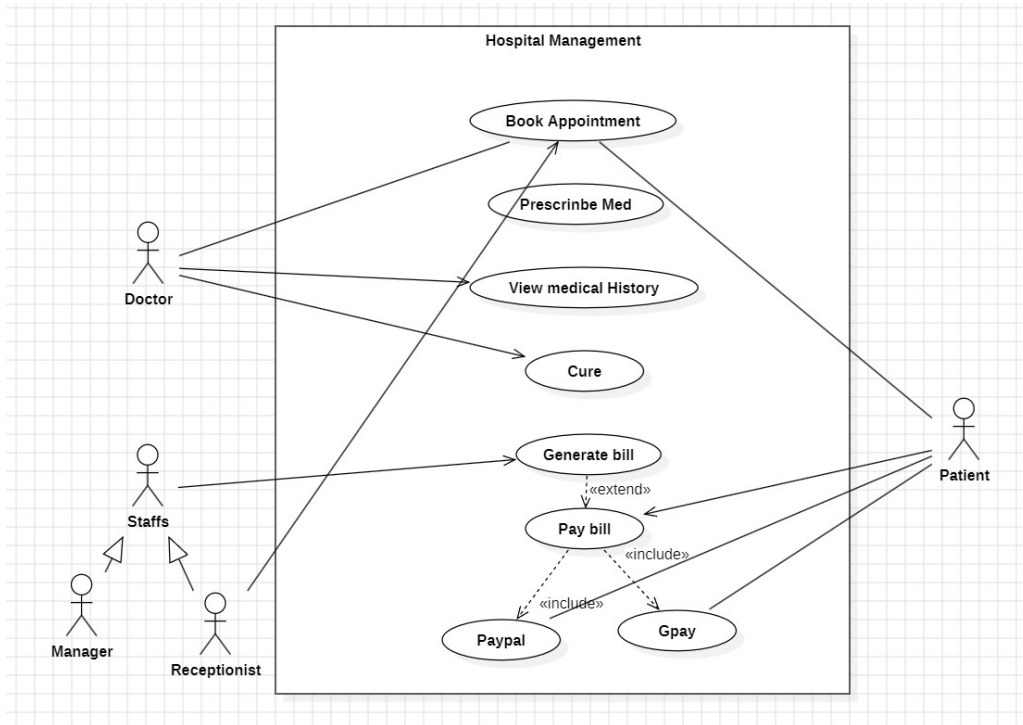 Hospital Management
Book Appointment
Prescrinbe Med
View medical History
Doctor
Cure
Generate bill
Patient
«extend»
Staffs
Pay bill
«include»
«include»
Gpay
Paypal
Manager
Receptionist